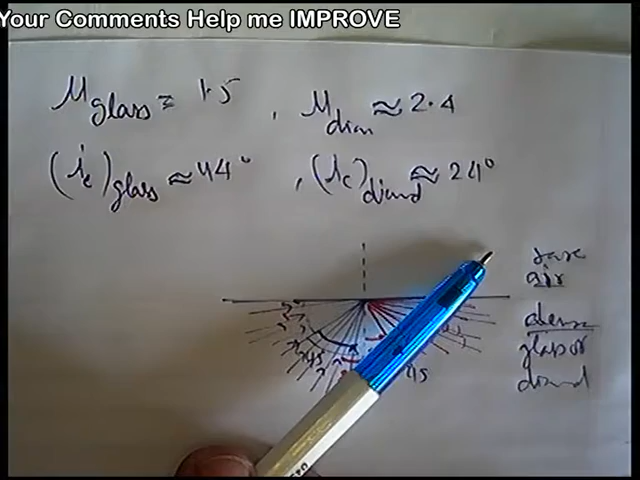 Your Comments Help me IMPROVE
μglass = 1.5 , μdiam ≈ 2.4
(ic)glass ≈ 44° , (ic)diamd ≈ 24°
rare
air
dense
glass or
diamd
45 45